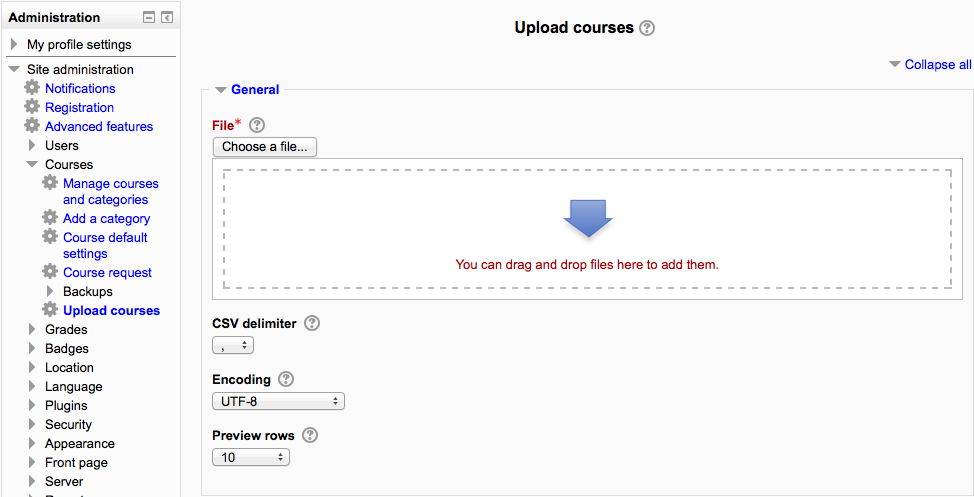 Administration
My profile settings
Site administration
Notifications
Registration
Advanced features
Users
Courses
Manage courses
and categories
Add a category
Course default
settings
Course request
Backups
Upload courses
Grades
Badges
Location
Language
Plugins
Security
Appearance
Front page
Server
Upload courses
Collapse all
General
File*
Choose a file...
You can drag and drop files here to add them.
CSV delimiter
,
Encoding
UTF-8
Preview rows
10